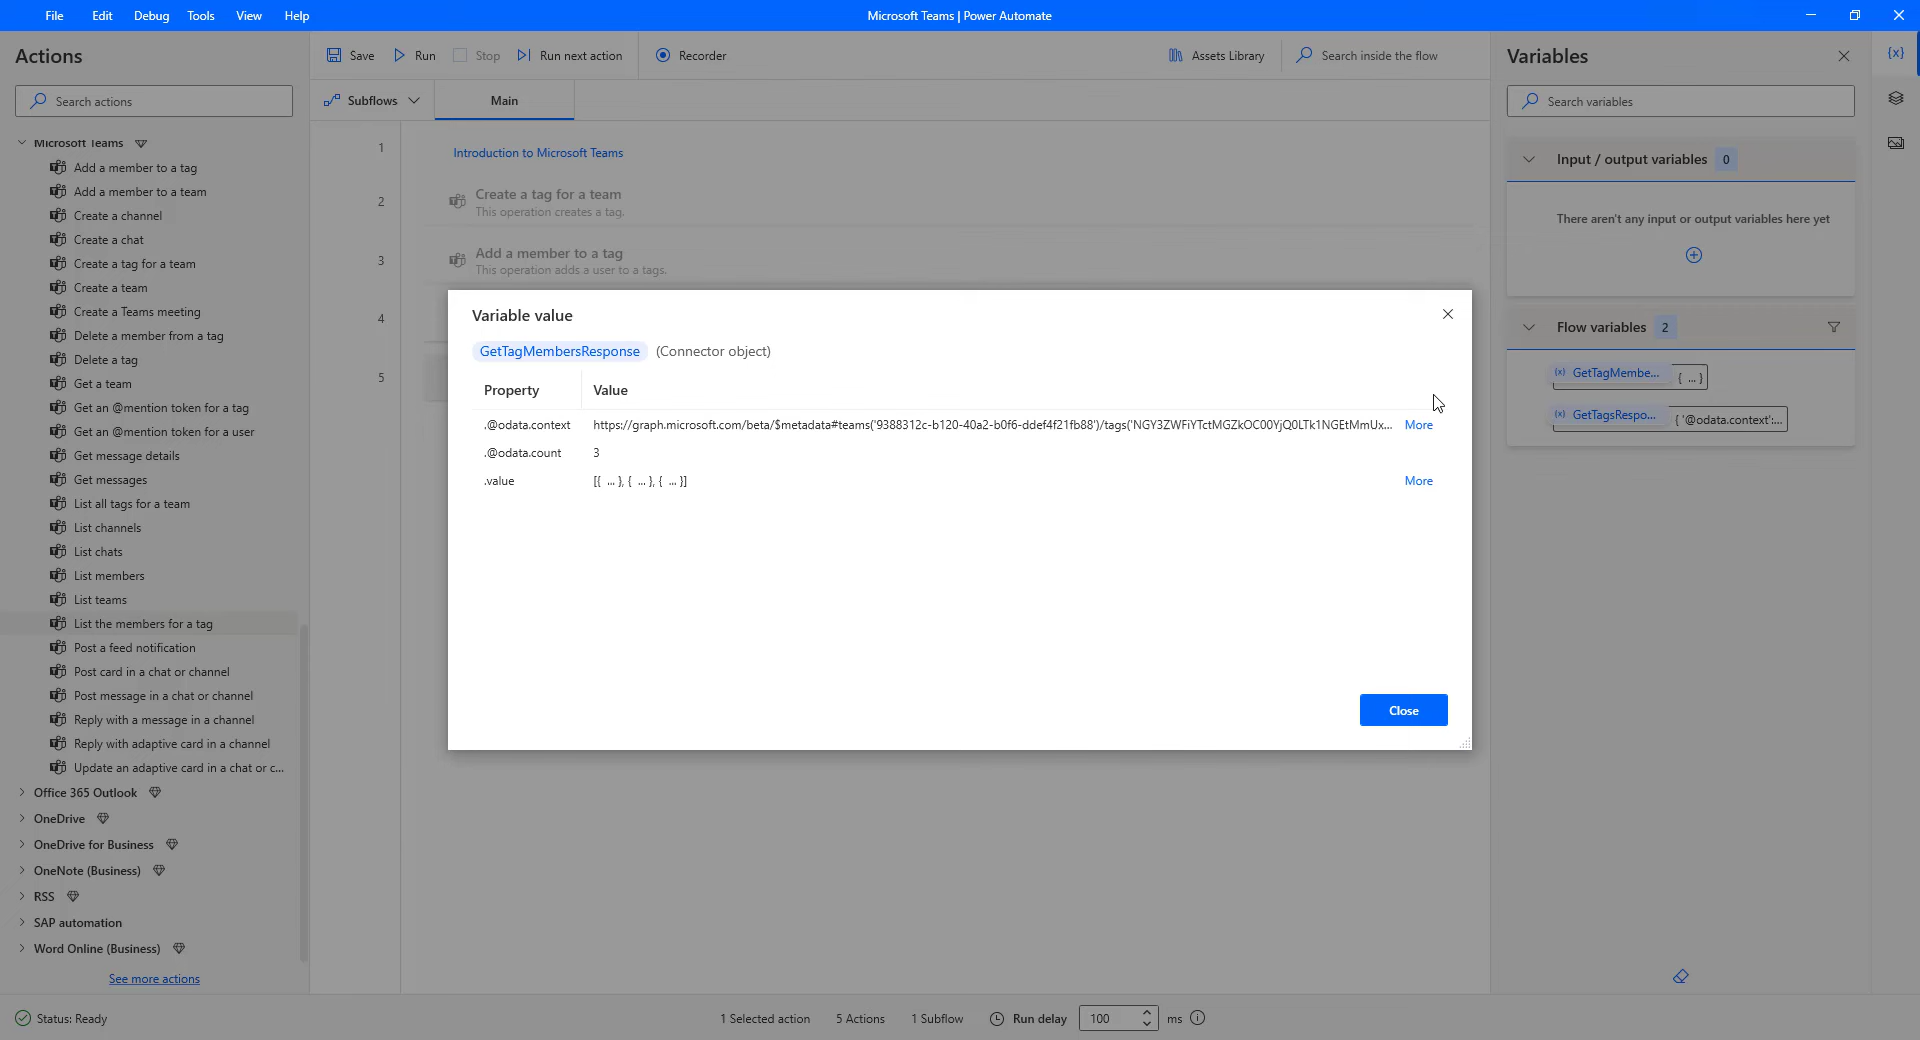 File Edit Debug Tools View Help
Microsoft Teams | Power Automate
Actions
Search actions
Microsoft Teams
Add a member to a tag
Add a member to a team
Create a channel
Create a chat
Create a tag for a team
Create a team
Create a Teams meeting
Delete a member from a tag
Delete a tag
Get a team
Get an @mention token for a tag
Get an @mention token for a user
Get message details
Get messages
List all tags for a team
List channels
List chats
List members
List teams
List the members for a tag
Post a feed notification
Post card in a chat or channel
Post message in a chat or channel
Reply with a message in a channel
Reply with adaptive card in a channel
Update an adaptive card in a chat or c...
Office 365 Outlook
OneDrive
OneDrive for Business
OneNote (Business)
RSS
SAP automation
Word Online (Business)
See more actions
Save Run Stop Run next action Recorder
Assets Library Search inside the flow
Subflows Main
1 Introduction to Microsoft Teams
2 Create a tag for a team
This operation creates a tag.
3 Add a member to a tag
This operation adds a user to a tags.
4
5
Variable value
GetTagMembersResponse (Connector object)
Property Value
.@odata.context https://graph.microsoft.com/beta/$metadata#teams('9388312c-b120-40a2-b0f6-ddef4f21fb88')/tags('NGY3ZWFiYTctMGZkOC00YjQ0LTk1NGEtMmUx... More
.@odata.count 3
.value [{ ... }, { ... }, { ... }] More
Close
Variables
Search variables
Input / output variables 0
There aren't any input or output variables here yet
Flow variables 2
(x) GetTagMembe... { ... }
(x) GetTagsRespo... { '@odata.context':...
{x}
Status: Ready
1 Selected action 5 Actions 1 Subflow Run delay 100 ms